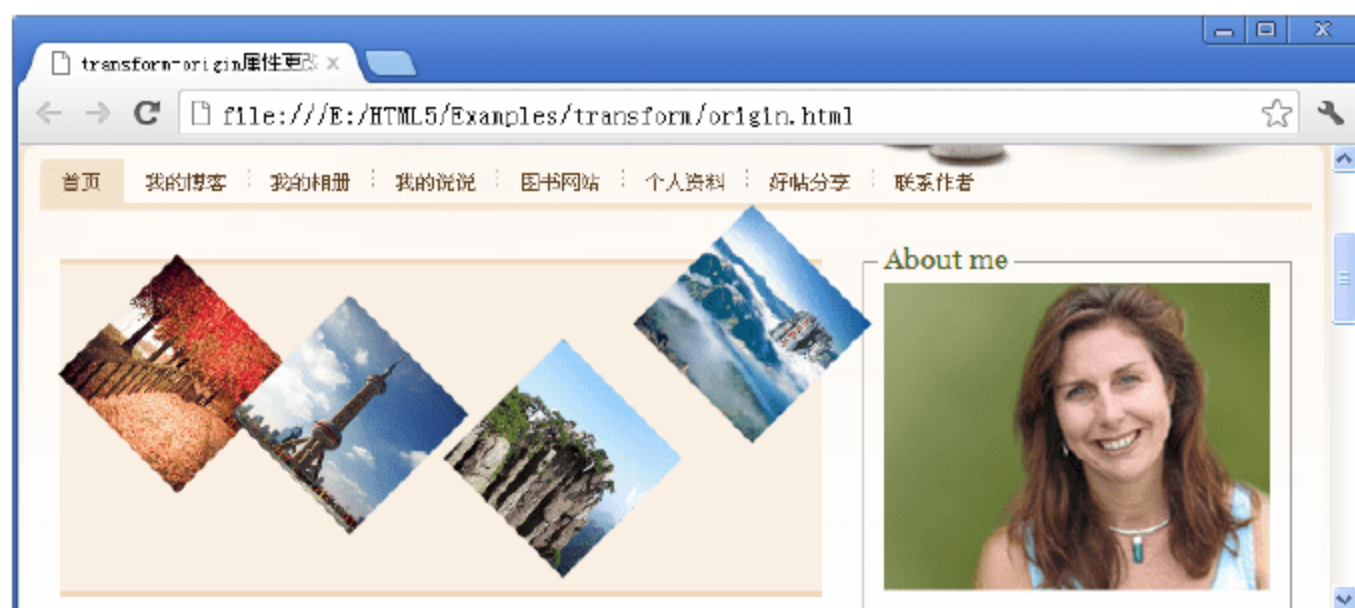 transform-origin属性更改
file:///E:/HTML5/Examples/transform/origin.html
首页 我的博客 我的相册 我的说说 图书网站 个人资料 好帖分享 联系作者
About me